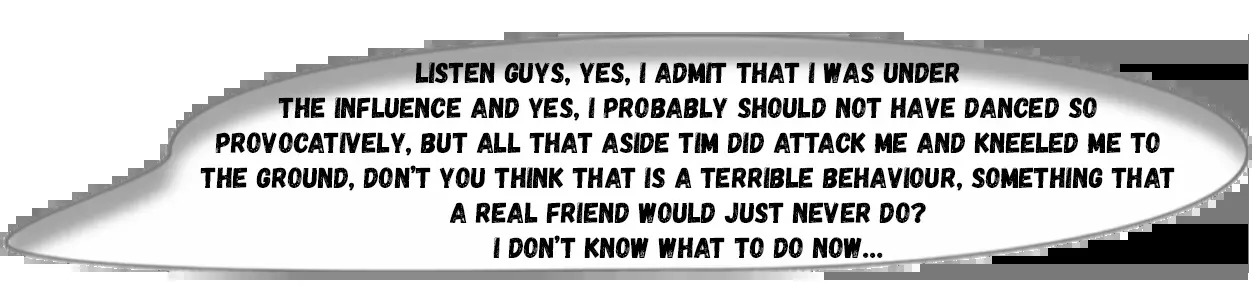 LISTEN GUYS, YES, I ADMIT THAT I WAS UNDER
THE INFLUENCE AND YES, I PROBABLY SHOULD NOT HAVE DANCED SO
PROVOCATIVELY, BUT ALL THAT ASIDE TIM DID ATTACK ME AND KNEELED ME TO
THE GROUND, DON'T YOU THINK THAT IS A TERRIBLE BEHAVIOUR, SOMETHING THAT
A REAL FRIEND WOULD JUST NEVER DO?
I DON'T KNOW WHAT TO DO NOW...